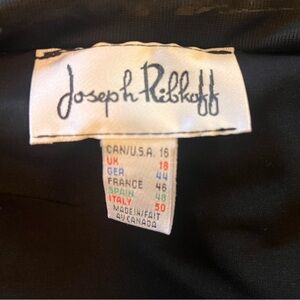 Joseph Ribkoff
CAN/U.S.A. 16
UK 18
GER 44
FRANCE 46
SPAIN 48
ITALY 50
MADE IN/FAIT
AU CANADA